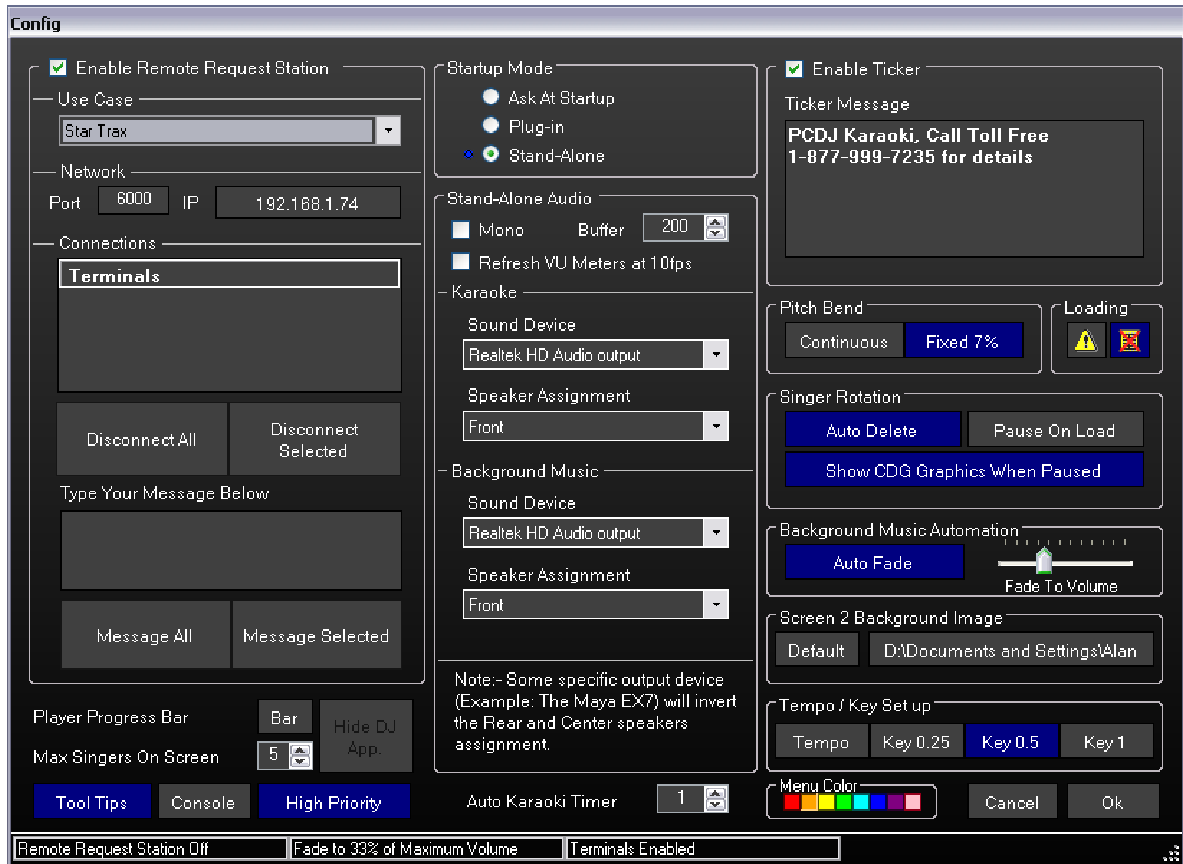 Config
Enable Remote Request Station
Use Case
Star Trax
Network
Port 6000 IP 192.168.1.74
Connections
Terminals
Disconnect All
Disconnect
Selected
Type Your Message Below
Message All
Message Selected
Player Progress Bar
Bar
Hide DJ
App.
Max Singers On Screen
5
Tool Tips
Console
High Priority
Startup Mode
Ask At Startup
Plug-in
Stand-Alone
Stand-Alone Audio
Mono
Buffer 200
Refresh VU Meters at 10fps
Karaoke
Sound Device
Realtek HD Audio output
Speaker Assignment
Front
Background Music
Sound Device
Realtek HD Audio output
Speaker Assignment
Front
Note:- Some specific output device
(Example: The Maya EX7) will invert
the Rear and Center speakers
assignment.
Auto Karaoki Timer 1
Enable Ticker
Ticker Message
PCDJ Karaoki, Call Toll Free
1-877-999-7235 for details
Pitch Bend
Continuous
Fixed 7%
Loading
Singer Rotation
Auto Delete
Pause On Load
Show CDG Graphics When Paused
Background Music Automation
Auto Fade
Fade To Volume
Screen 2 Background Image
Default
D:\Documents and Settings\Alan
Tempo / Key Set up
Tempo
Key 0.25
Key 0.5
Key 1
Menu Color
Cancel
Ok
Remote Request Station Off
Fade to 33% of Maximum Volume
Terminals Enabled